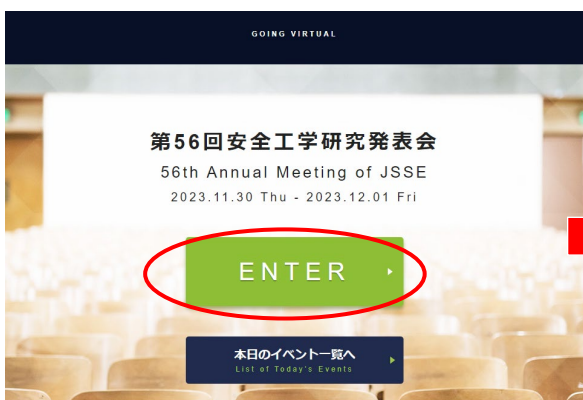 GOING VIRTUAL
第56回安全工学研究発表会
56th Annual Meeting of JSSE
2023.11.30 Thu - 2023.12.01 Fri
ENTER
本日のイベント一覧へ
List of Today's Events